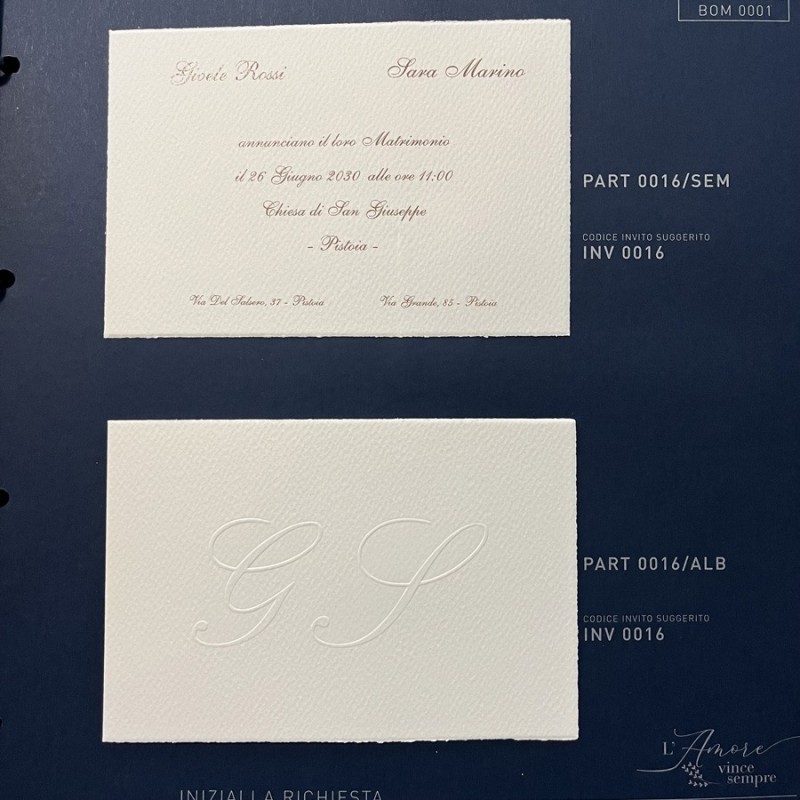 BOM 0001
Gioele Rossi Sara Marino
annunciano il loro Matrimonio
il 26 Giugno 2030 alle ore 11:00
Chiesa di San Giuseppe
- Pistoia -
Via Del Salsero, 37 - Pistoia Via Grande, 85 - Pistoia
PART 0016/SEM
CODICE INVITO SUGGERITO
INV 0016
G S
PART 0016/ALB
CODICE INVITO SUGGERITO
INV 0016
L'Amore
vince
sempre
INIZIALI A RICHIESTA